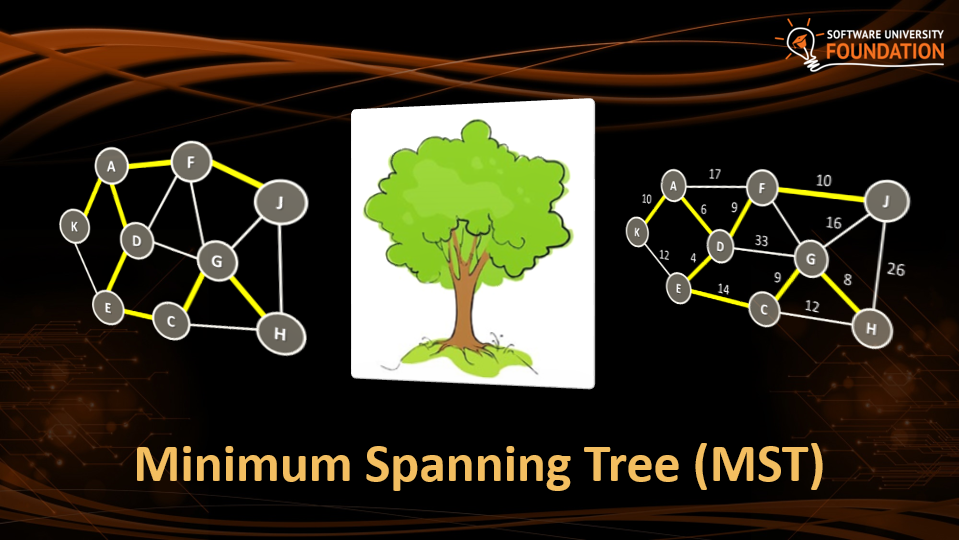 SOFTWARE UNIVERSITY
FOUNDATION
A
F
J
K
D
G
E
C
H
17
10
A
F
J
10
6
9
16
K
D
33
G
26
12
4
9
8
E
14
C
12
H
Minimum Spanning Tree (MST)